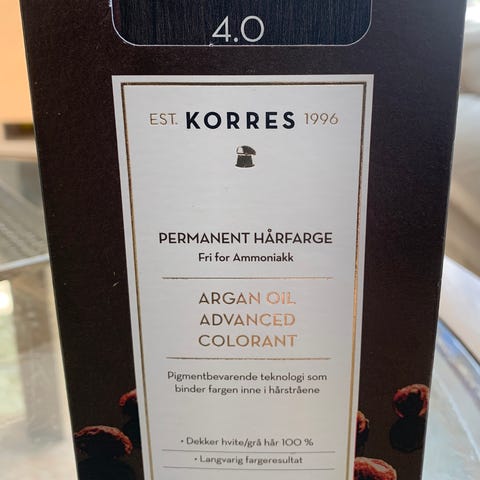 4.0
EST. KORRES 1996
PERMANENT HÅRFARGE
Fri for Ammoniakk
ARGAN OIL
ADVANCED
COLORANT
Pigmentbevarende teknologi som
binder fargen inne i hårstråene
• Dekker hvite/grå hår 100 %
• Langvarig fargeresultat